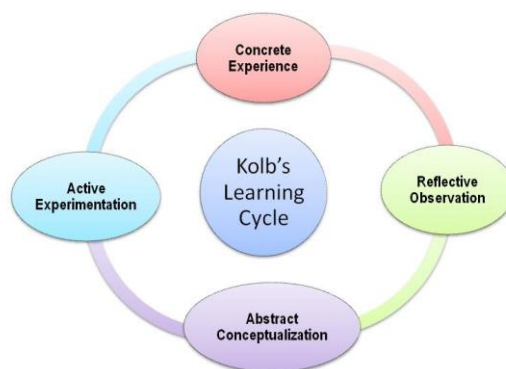 Concrete
Experience
Kolb's
Learning
Cycle
Active
Experimentation
Reflective
Observation
Abstract
Conceptualization